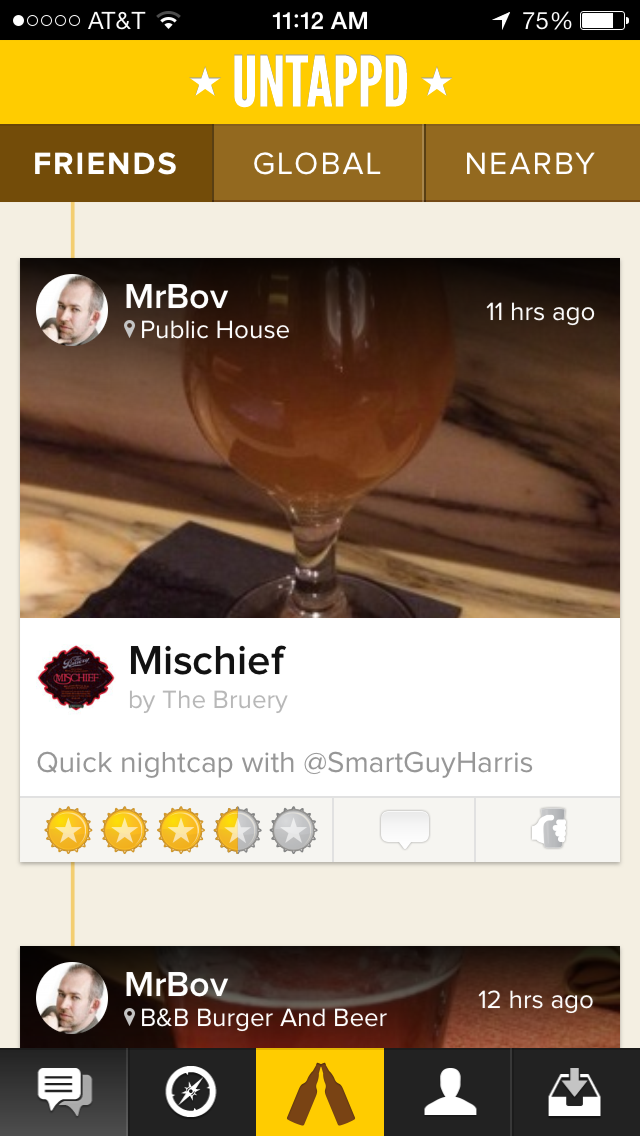 AT&T 11:12 AM 75%
UNTAPPD
FRIENDS GLOBAL NEARBY
MrBov
Public House
11 hrs ago
MISCHIEF
Mischief
by The Bruery
Quick nightcap with @SmartGuyHarris
MrBov
B&B Burger And Beer
12 hrs ago